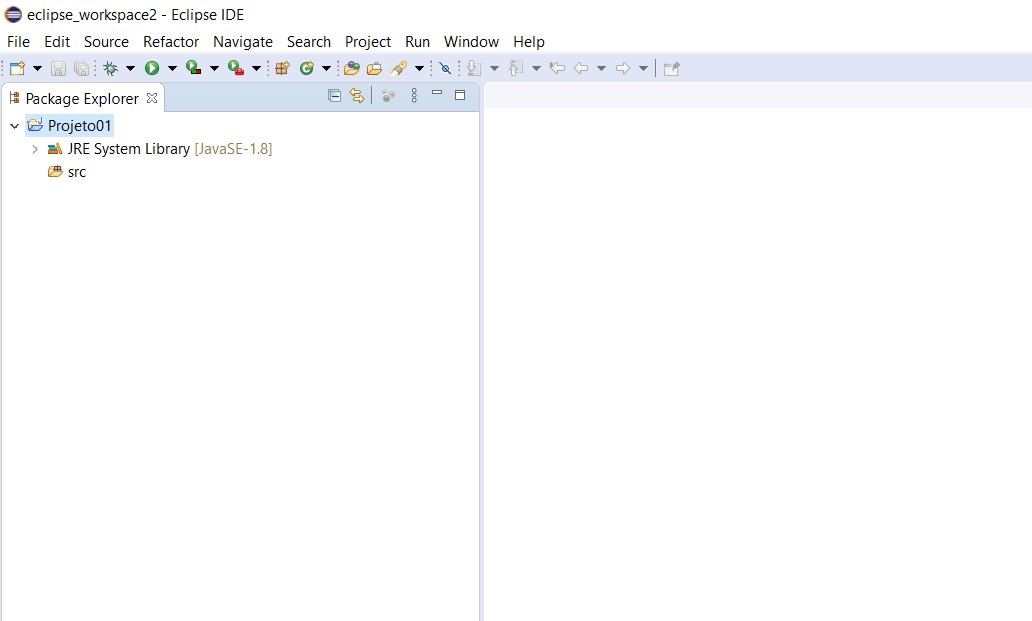 eclipse_workspace2 - Eclipse IDE
File Edit Source Refactor Navigate Search Project Run Window Help
Package Explorer
Projeto01
JRE System Library [JavaSE-1.8]
src